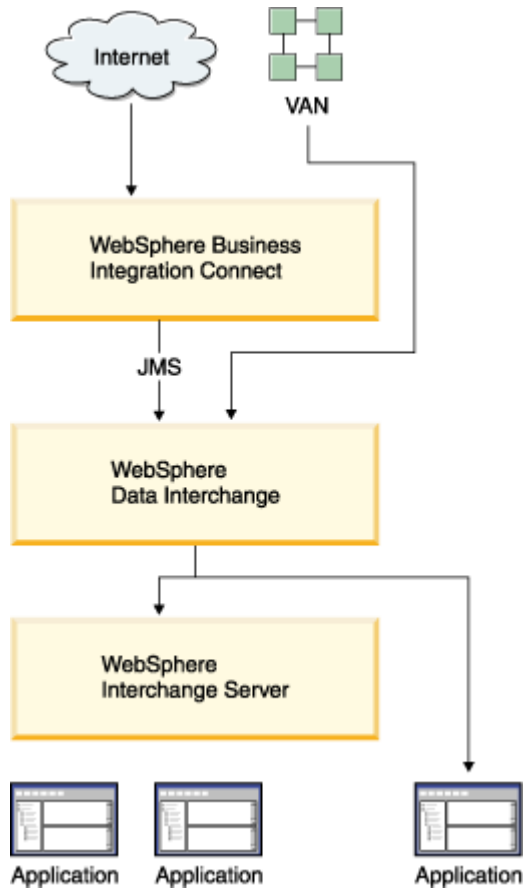 Internet
VAN
WebSphere Business
Integration Connect
JMS
WebSphere
Data Interchange
WebSphere
Interchange Server
Application
Application
Application